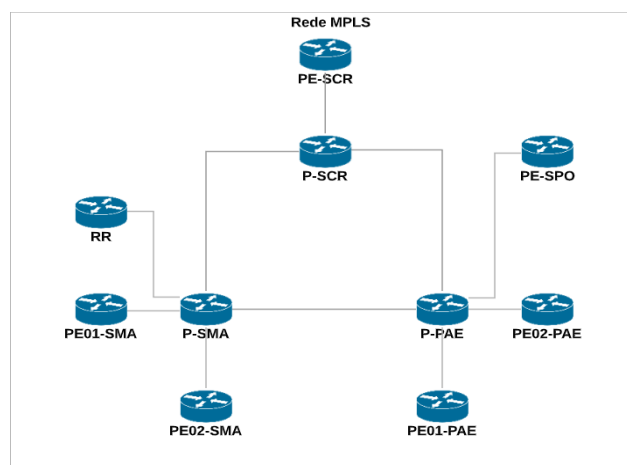 Rede MPLS
PE-SCR
P-SCR
PE-SPO
RR
PE01-SMA
P-SMA
P-PAE
PE02-PAE
PE02-SMA
PE01-PAE